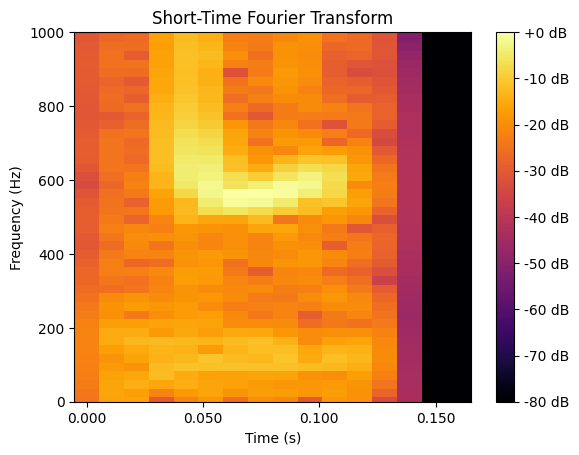 Short-Time Fourier Transform
1000
800
600
400
200
0
Frequency (Hz)
0.000
0.050
0.100
0.150
Time (s)
+0 dB
-10 dB
-20 dB
-30 dB
-40 dB
-50 dB
-60 dB
-70 dB
-80 dB